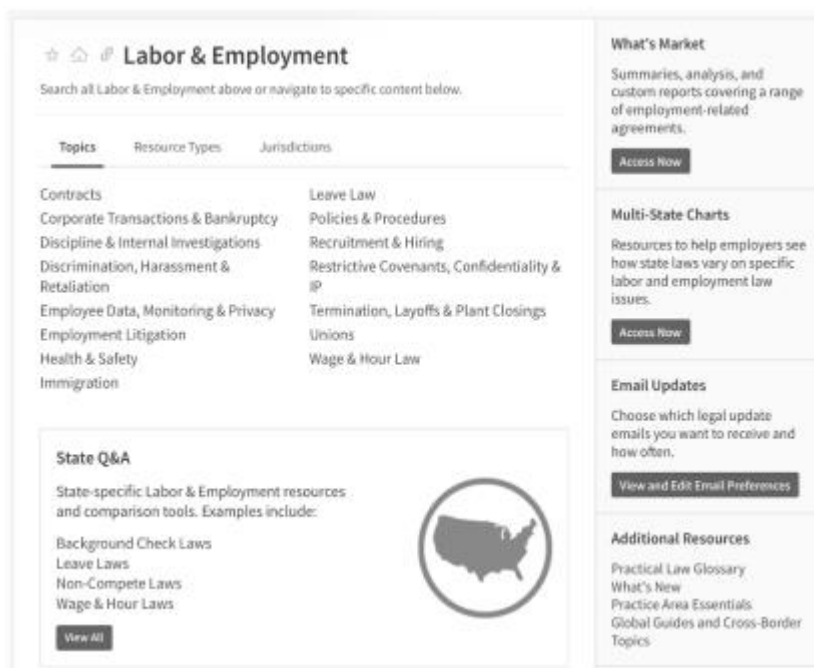 Labor & Employment
Search all Labor & Employment above or navigate to specific content below.
Topics
Resource Types
Jurisdictions
Contracts
Corporate Transactions & Bankruptcy
Discipline & Internal Investigations
Discrimination, Harassment &
Retaliation
Employee Data, Monitoring & Privacy
Employment Litigation
Health & Safety
Immigration
Leave Law
Policies & Procedures
Recruitment & Hiring
Restrictive Covenants, Confidentiality &
IP
Termination, Layoffs & Plant Closings
Unions
Wage & Hour Law
State Q&A
State-specific Labor & Employment resources
and comparison tools. Examples include:
Background Check Laws
Leave Laws
Non-Compete Laws
Wage & Hour Laws
View All
What's Market
Summaries, analysis, and
custom reports covering a range
of employment-related
agreements.
Access Now
Multi-State Charts
Resources to help employers see
how state laws vary on specific
labor and employment law
issues.
Access Now
Email Updates
Choose which legal update
emails you want to receive and
how often.
View and Edit Email Preferences
Additional Resources
Practical Law Glossary
What's New
Practice Area Essentials
Global Guides and Cross-Border
Topics